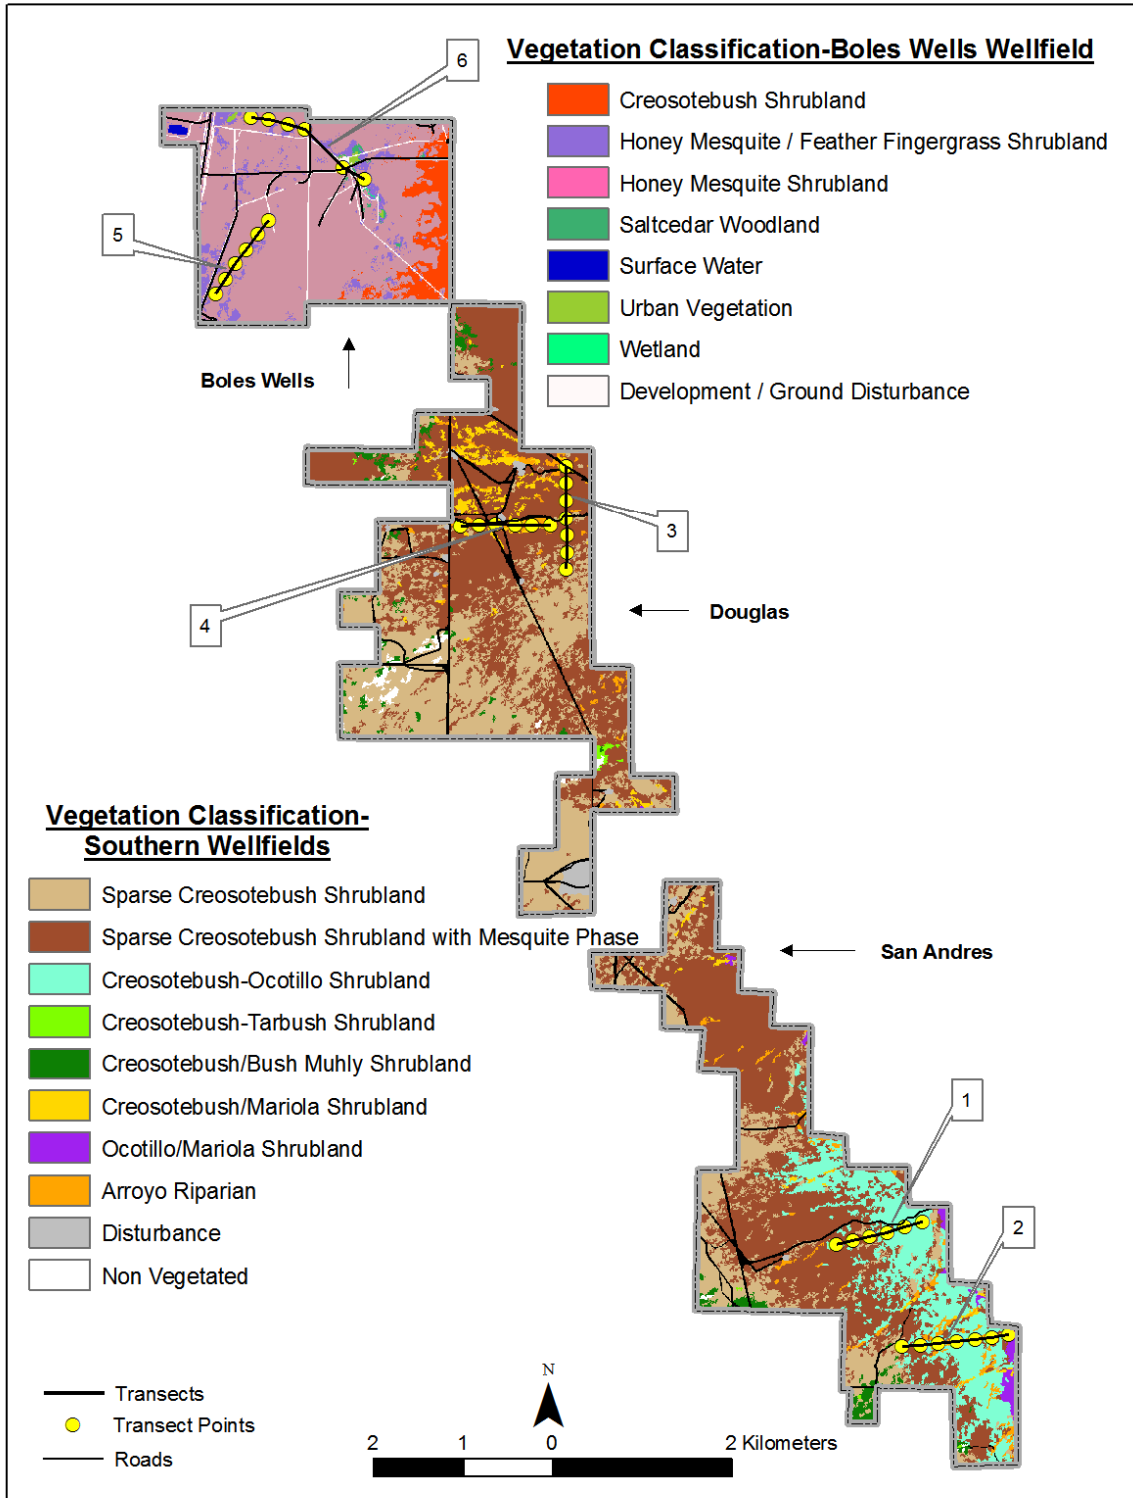 Vegetation Classification-Boles Wells Wellfield
Creosotebush Shrubland
Honey Mesquite / Feather Fingergrass Shrubland
Honey Mesquite Shrubland
Saltcedar Woodland
Surface Water
Urban Vegetation
Wetland
Development / Ground Disturbance
6
5
Boles Wells
3
4
Douglas
Vegetation Classification-
Southern Wellfields
Sparse Creosotebush Shrubland
Sparse Creosotebush Shrubland with Mesquite Phase
Creosotebush-Ocotillo Shrubland
Creosotebush-Tarbush Shrubland
Creosotebush/Bush Muhly Shrubland
Creosotebush/Mariola Shrubland
Ocotillo/Mariola Shrubland
Arroyo Riparian
Disturbance
Non Vegetated
San Andres
1
2
Transects
Transect Points
Roads
N
2 1 0 2 Kilometers